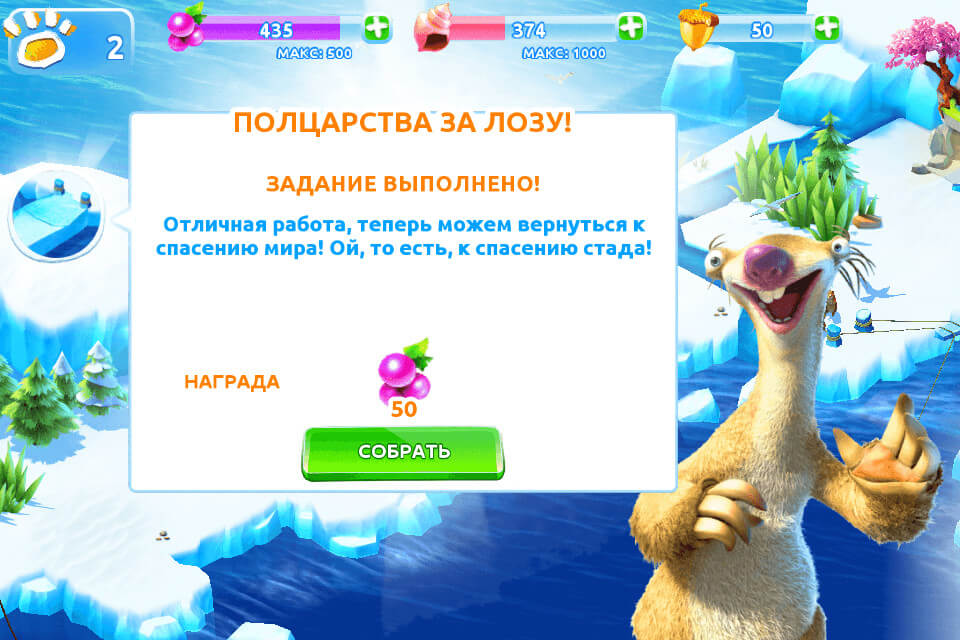 2
435
МАКС: 500
374
МАКС: 1000
50
ПОЛЦАРСТВА ЗА ЛОЗУ!
ЗАДАНИЕ ВЫПОЛНЕНО!
Отличная работа, теперь можем вернуться к
спасению мира! Ой, то есть, к спасению стада!
НАГРАДА
50
СОБРАТЬ